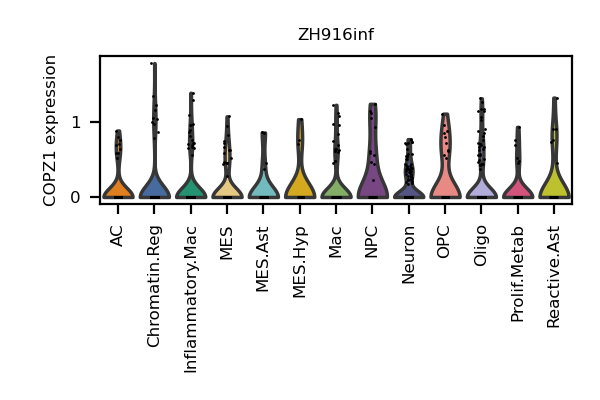 ZH916inf
COPZ1 expression
1
0
AC
Chromatin.Reg
Inflammatory.Mac
MES
MES.Ast
MES.Hyp
Mac
NPC
Neuron
OPC
Oligo
Prolif.Metab
Reactive.Ast